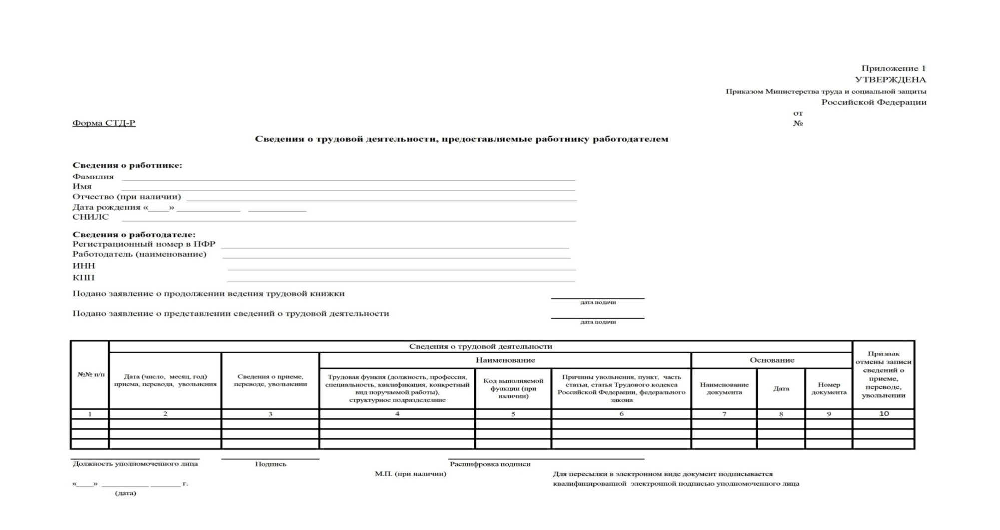 Приложение 1
УТВЕРЖДЕНА
Приказом Министерства труда и социальной защиты
Российской Федерации
от
№
Форма СТД-Р
Сведения о трудовой деятельности, предоставляемые работнику работодателем
Сведения о работнике:
Фамилия
Имя
Отчество (при наличии)
Дата рождения «____» ____________ ___________
СНИЛС
Сведения о работодателе:
Регистрационный номер в ПФР
Работодатель (наименование)
ИНН
КПП
Подано заявление о продолжении ведения трудовой книжки
дата подачи
Подано заявление о представлении сведений о трудовой деятельности
дата подачи
№№ п/п
Сведения о трудовой деятельности
Признак
отмены записи
сведений о
приеме,
переводе,
увольнении
Дата (число, месяц, год)
приема, перевода, увольнения
Сведения о приеме,
переводе, увольнении
Наименование
Основание
Трудовая функия (должность, профессия,
специальность, квалификация, конкретный
вид поручаемой работы),
структурное подразделелние
Код выполняемой
функции (при
наличии)
Причины увольнения, пункт, часть
статьи, статья Трудового кодекса
Российской Федерации, федерального
закона
Наименование
документа
Дата
Номер
документа
1 2 3 4 5 6 7 8 9 10
Должность уполномоченного лица
Подпись
Расшифровка подписи
М.П. (при наличии)
Для пересылки в электронном виде документ подписывается
квалифицированной электронной подписью уполномоченного лица
«____» ___________ _______ г.
(дата)